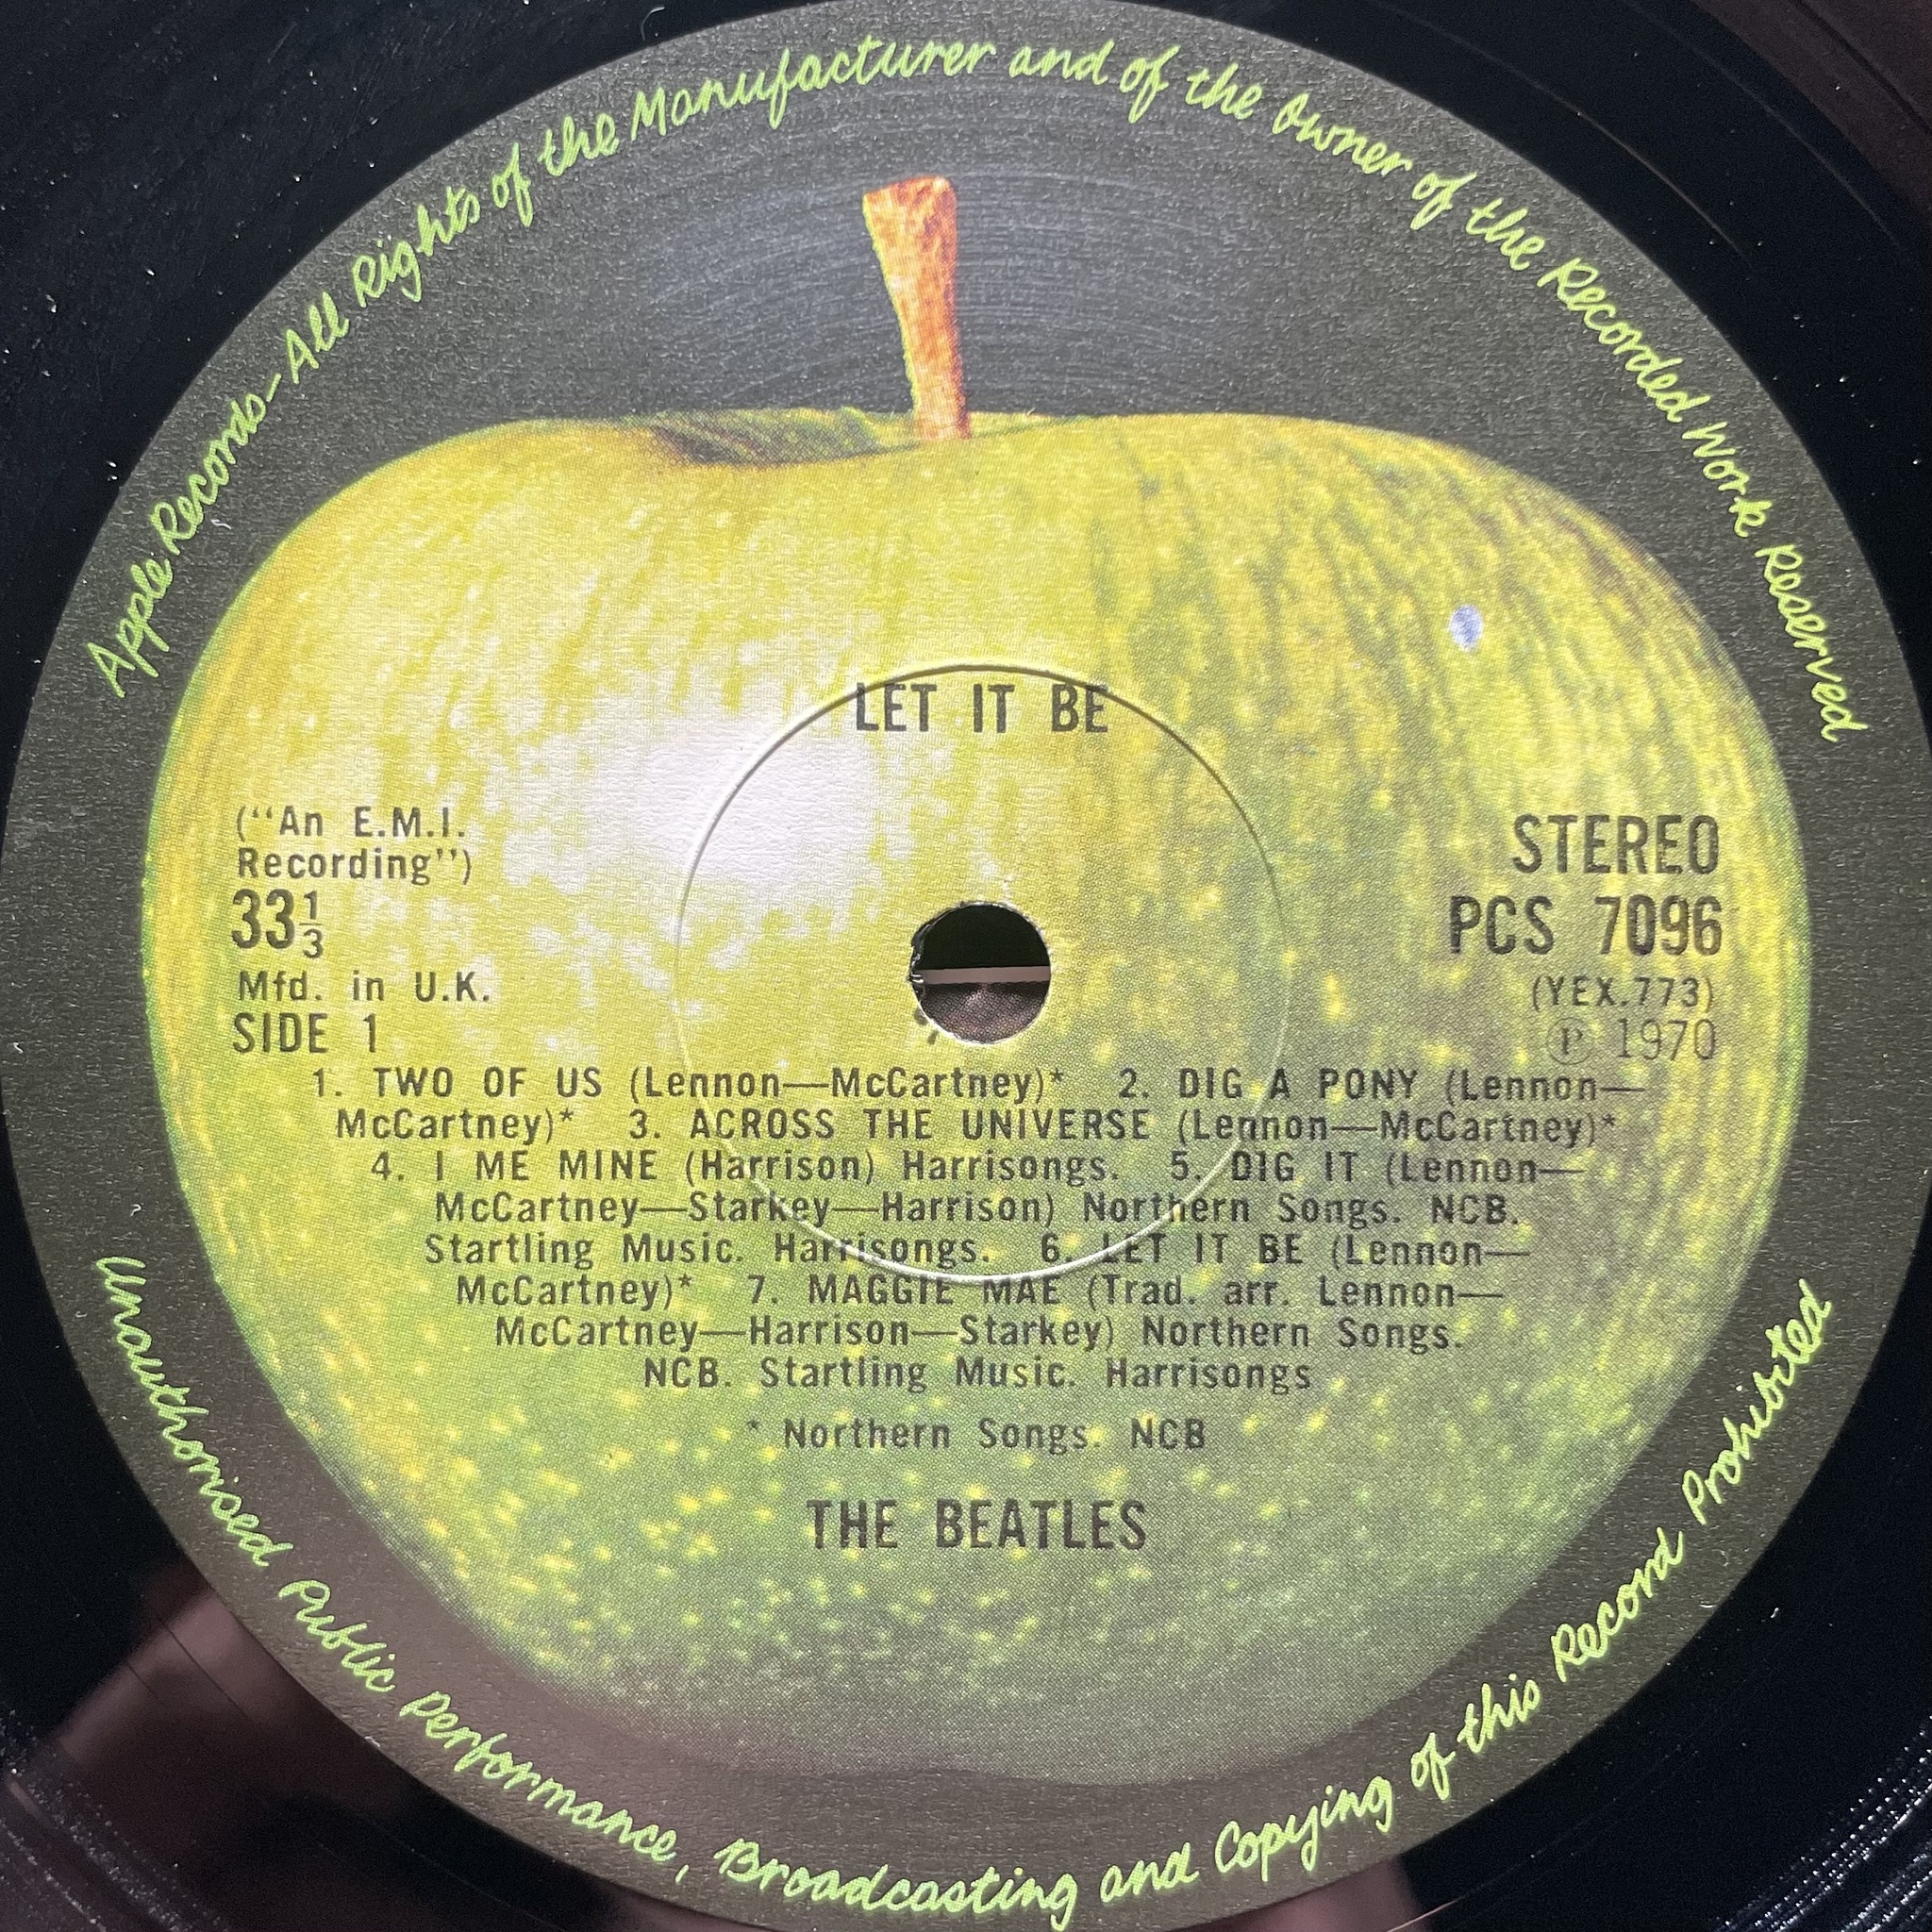 Apple Records—All Rights of the Manufacturer and of the Owner of the Recorded Work Reserved
LET IT BE
(“An E.M.I.
Recording”)
33⅓
Mfd. in U.K.
SIDE 1
STEREO
PCS 7096
(YEX.773)
Ⓟ 1970
1. TWO OF US (Lennon—McCartney)* 2. DIG A PONY (Lennon—
McCartney)* 3. ACROSS THE UNIVERSE (Lennon—McCartney)*
4. I ME MINE (Harrison) Harrisongs. 5. DIG IT (Lennon—
McCartney—Starkey—Harrison) Northern Songs. NCB.
Startling Music. Harrisongs. 6. LET IT BE (Lennon—
McCartney)* 7. MAGGIE MAE (Trad. arr. Lennon—
McCartney—Harrison—Starkey) Northern Songs.
NCB. Startling Music. Harrisongs
* Northern Songs. NCB
THE BEATLES
Unauthorised Public Performance, Broadcasting and Copying of this Record Prohibited